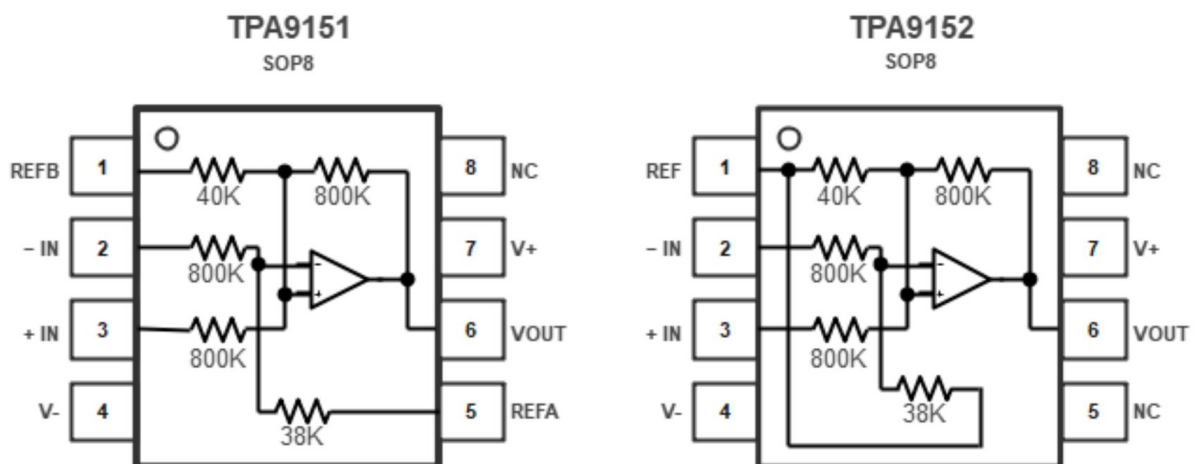 TPA9151
SOP8
REFB 1 8 NC
40K 800K
– IN 2 7 V+
800K
- +
+ IN 3 6 VOUT
800K
V- 4 5 REFA
38K
TPA9152
SOP8
REF 1 8 NC
40K 800K
– IN 2 7 V+
800K
- +
+ IN 3 6 VOUT
800K
V- 4 5 NC
38K